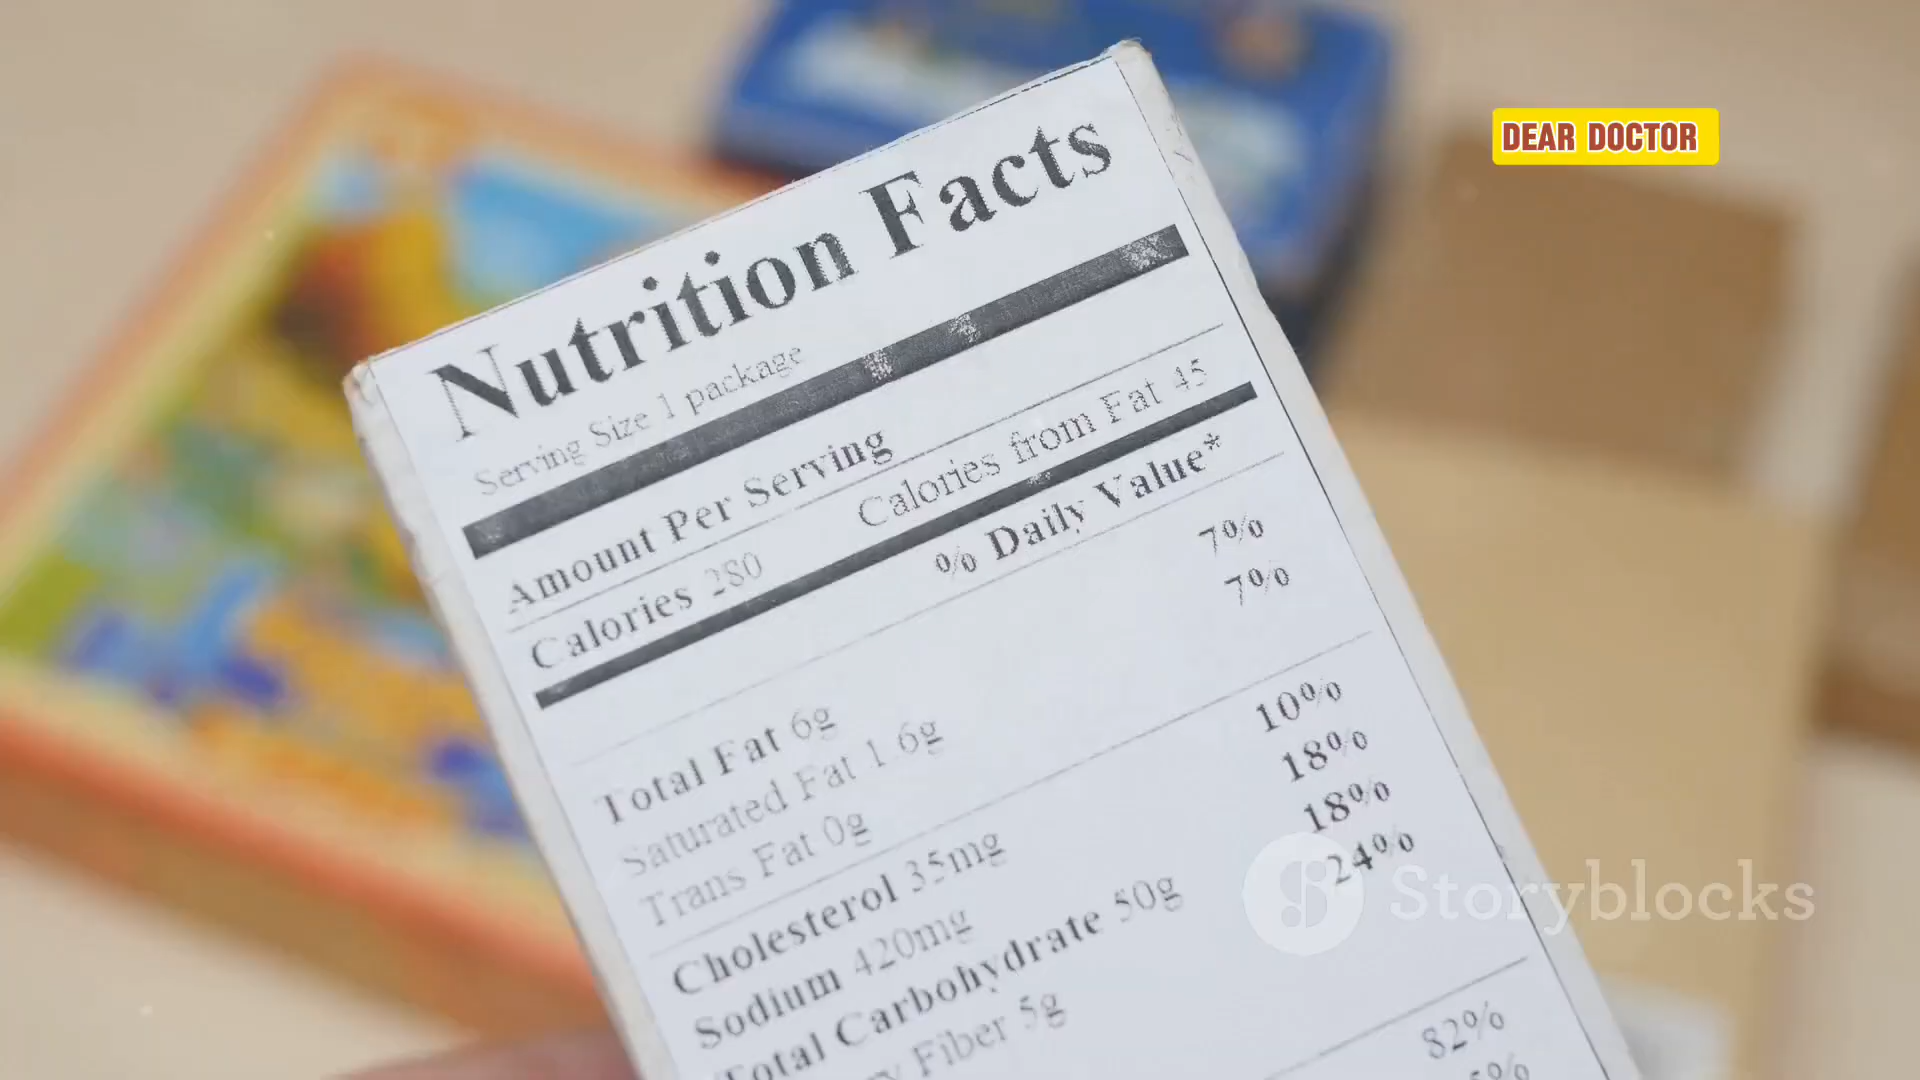 DEAR DOCTOR
Nutrition Facts
Serving Size 1 package
Amount Per Serving
Calories 280 Calories from Fat 45
% Daily Value*
Total Fat 6g 7%
Saturated Fat 1.6g 7%
Trans Fat 0g
Cholesterol 35mg 10%
Sodium 420mg 18%
Total Carbohydrate 50g 18%
Fiber 5g 24%
82%
Storyblocks